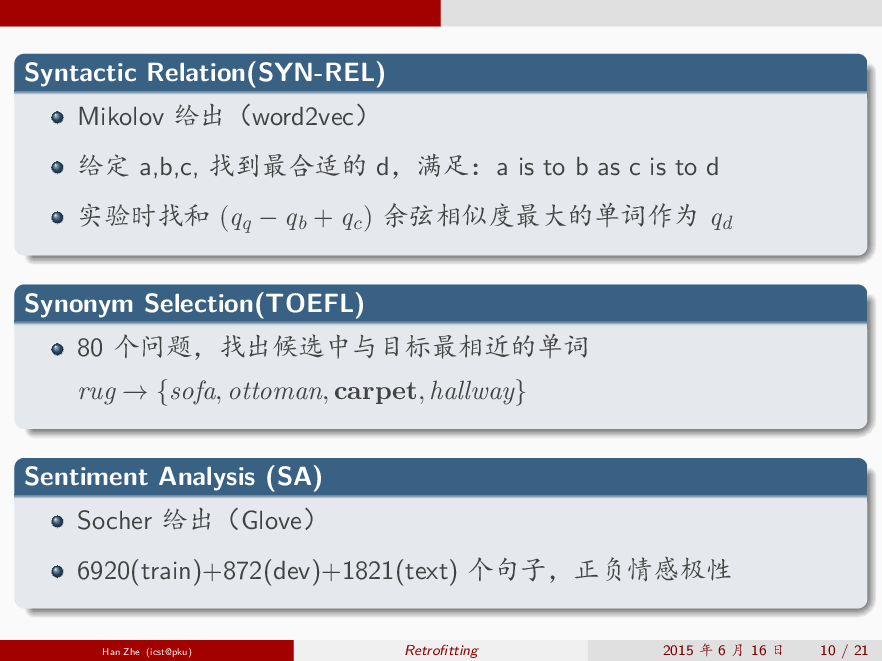 Syntactic Relation(SYN-REL)
Mikolov 给出（word2vec）
给定 a,b,c, 找到最合适的 d，满足：a is to b as c is to d
实验时找和 (q_q − q_b + q_c) 余弦相似度最大的单词作为 q_d
Synonym Selection(TOEFL)
80 个问题，找出候选中与目标最相近的单词
rug → {sofa, ottoman, carpet, hallway}
Sentiment Analysis (SA)
Socher 给出（Glove）
6920(train)+872(dev)+1821(text) 个句子，正负情感极性
Han Zhe (icst@pku) Retrofitting 2015 年 6 月 16 日 10 / 21